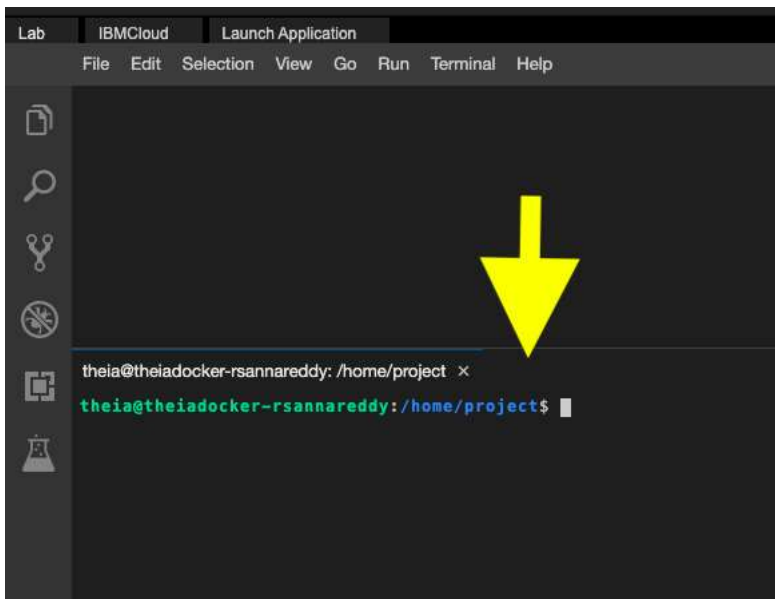 Lab IBMCloud Launch Application
File Edit Selection View Go Run Terminal Help
theia@theiadocker-rsannareddy: /home/project ×
theia@theiadocker-rsannareddy:/home/project$